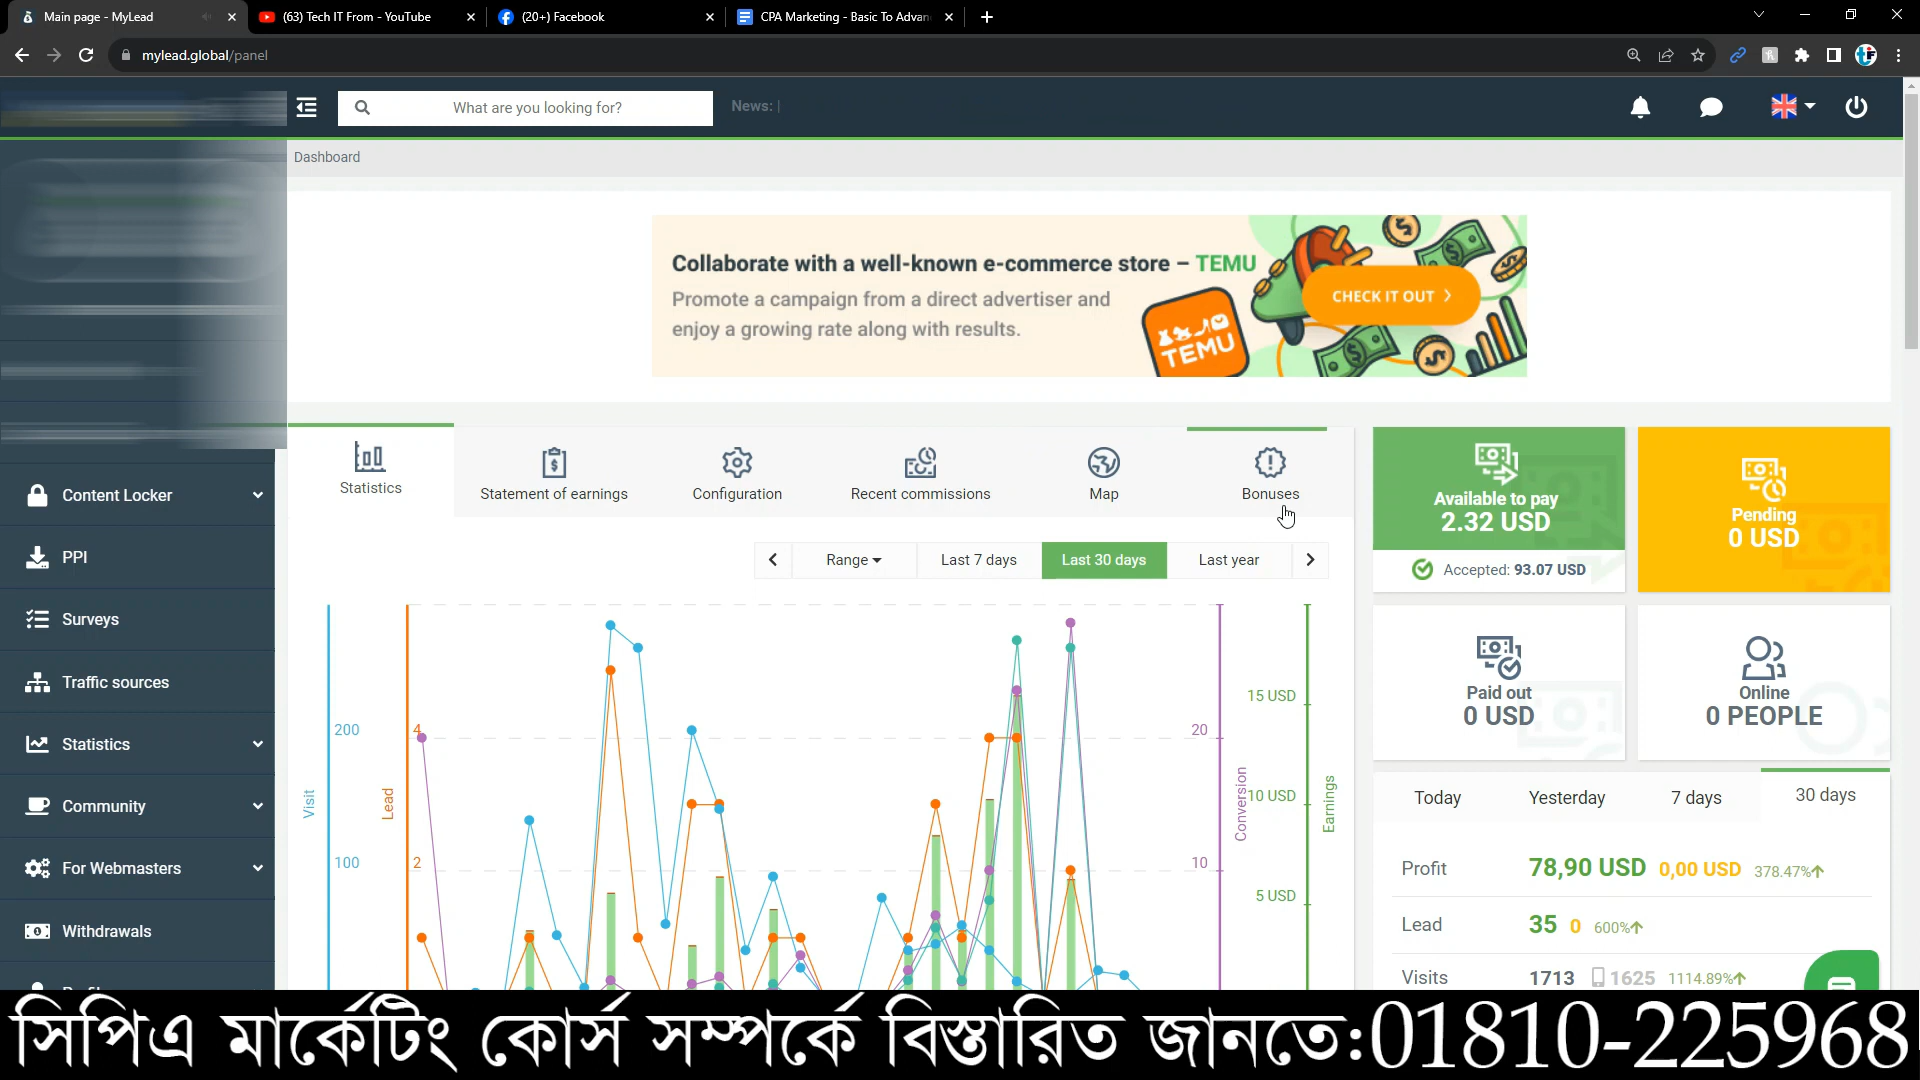 Main page - MyLead
(63) Tech IT From - YouTube
(20+) Facebook
CPA Marketing - Basic To Advan
mylead.global/panel
What are you looking for?
News: |
Dashboard
Collaborate with a well-known e-commerce store – TEMU
Promote a campaign from a direct advertiser and
enjoy a growing rate along with results.
CHECK IT OUT
TEMU
Statistics
Statement of earnings
Configuration
Recent commissions
Map
Bonuses
Available to pay
2.32 USD
Accepted: 93.07 USD
Pending
0 USD
Content Locker
PPI
Surveys
Traffic sources
Statistics
Community
For Webmasters
Withdrawals
Range
Last 7 days
Last 30 days
Last year
Paid out
0 USD
Online
0 PEOPLE
Visit
200
100
Lead
4
2
20
10
Conversion
15 USD
10 USD
5 USD
Earnings
Today
Yesterday
7 days
30 days
Profit 78,90 USD 0,00 USD 378.47%
Lead 35 0 600%
Visits 1713 1625 1114.89%
সিপিএ মার্কেটিং কোর্স সম্পর্কে বিস্তারিত জানতে:01810-225968